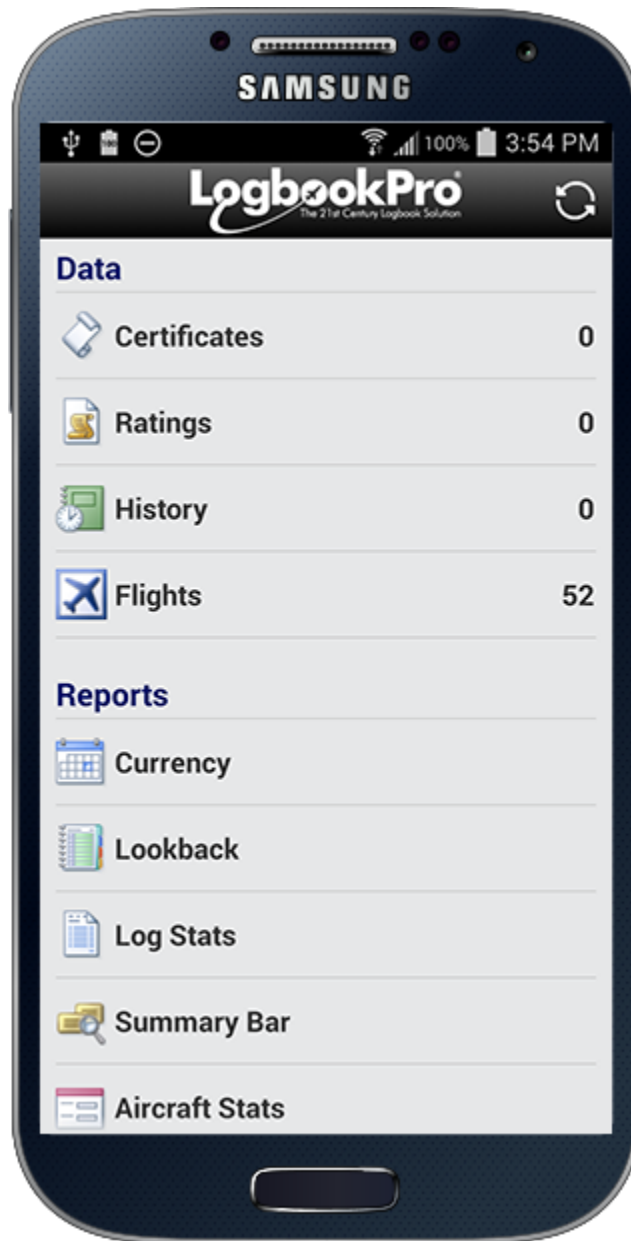 SAMSUNG
100 100% 3:54 PM
LogbookPro
The 21st Century Logbook Solution
Data
Certificates 0
Ratings 0
History 0
Flights 52
Reports
Currency
Lookback
Log Stats
Summary Bar
Aircraft Stats